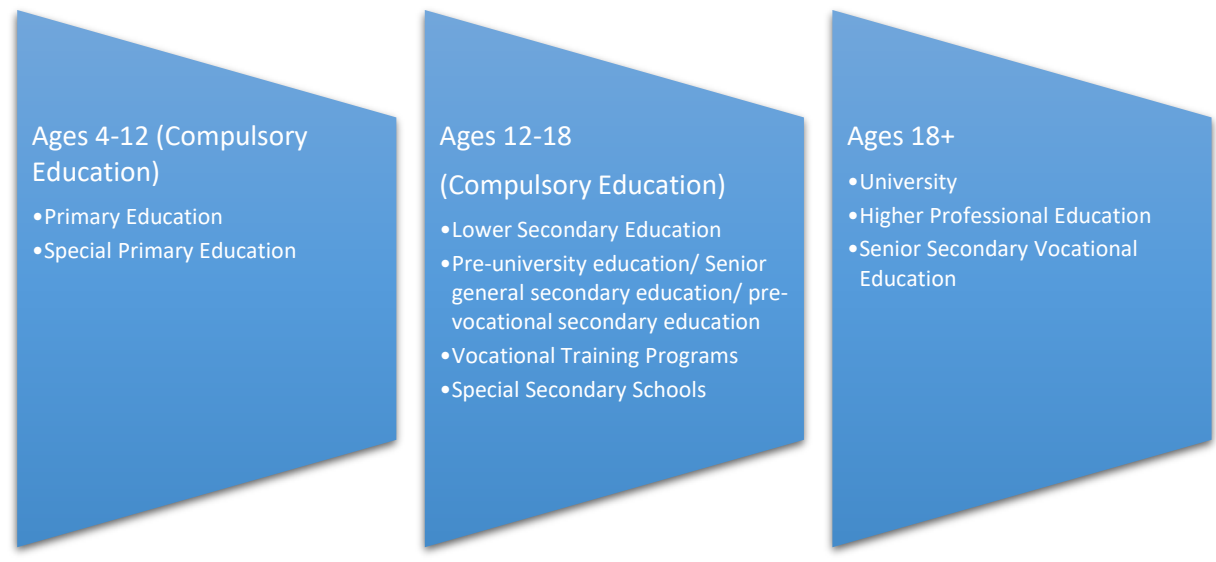 Ages 4-12 (Compulsory
Education)
•Primary Education
•Special Primary Education
Ages 12-18
(Compulsory Education)
•Lower Secondary Education
•Pre-university education/ Senior
general secondary education/ pre-
vocational secondary education
•Vocational Training Programs
•Special Secondary Schools
Ages 18+
•University
•Higher Professional Education
•Senior Secondary Vocational
Education